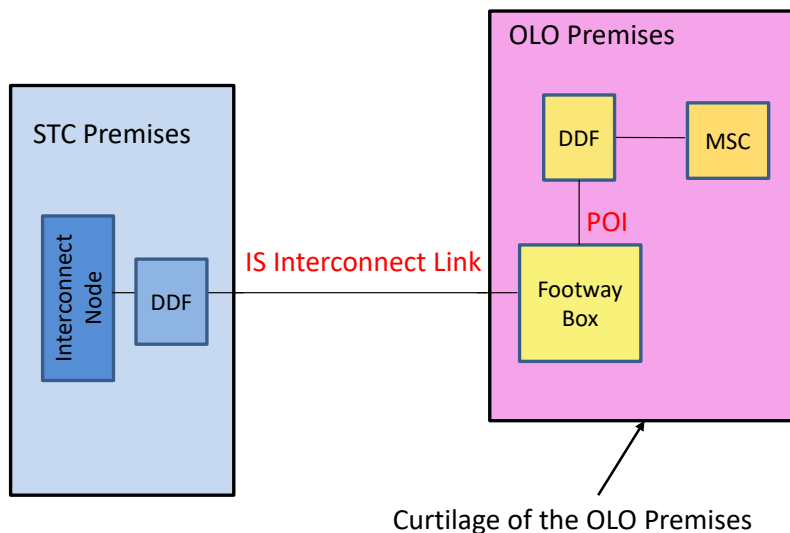 OLO Premises
STC Premises
DDF
MSC
POI
IS Interconnect Link
Interconnect
Node
DDF
Footway
Box
Curtilage of the OLO Premises